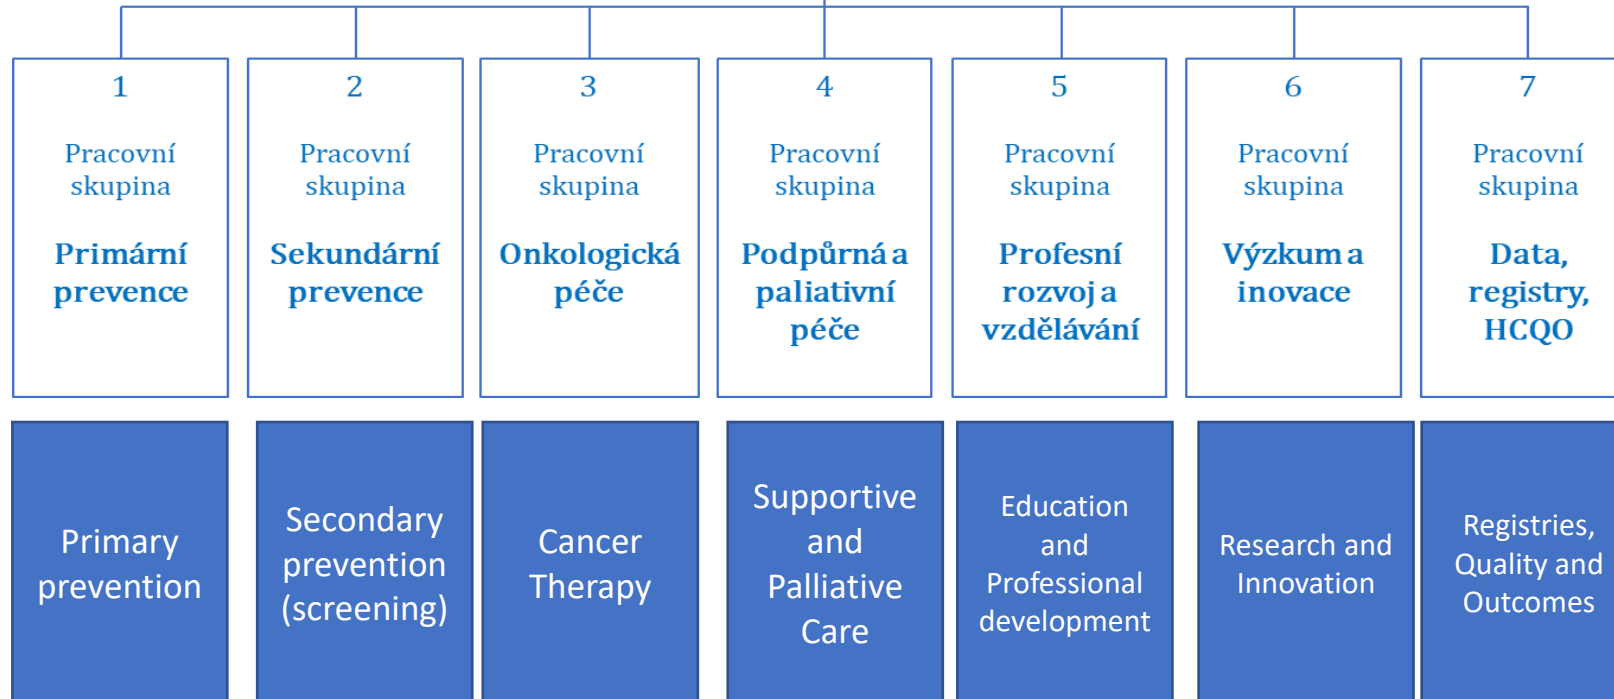 1
Pracovní
skupina
Primární
prevence
2
Pracovní
skupina
Sekundární
prevence
3
Pracovní
skupina
Onkologická
péče
4
Pracovní
skupina
Podpůrná a
paliativní
péče
5
Pracovní
skupina
Profesní
rozvoj a
vzdělávání
6
Pracovní
skupina
Výzkum a
inovace
7
Pracovní
skupina
Data,
registry,
HCQO
Primary
prevention
Secondary
prevention
(screening)
Cancer
Therapy
Supportive
and
Palliative
Care
Education
and
Professional
development
Research and
Innovation
Registries,
Quality and
Outcomes